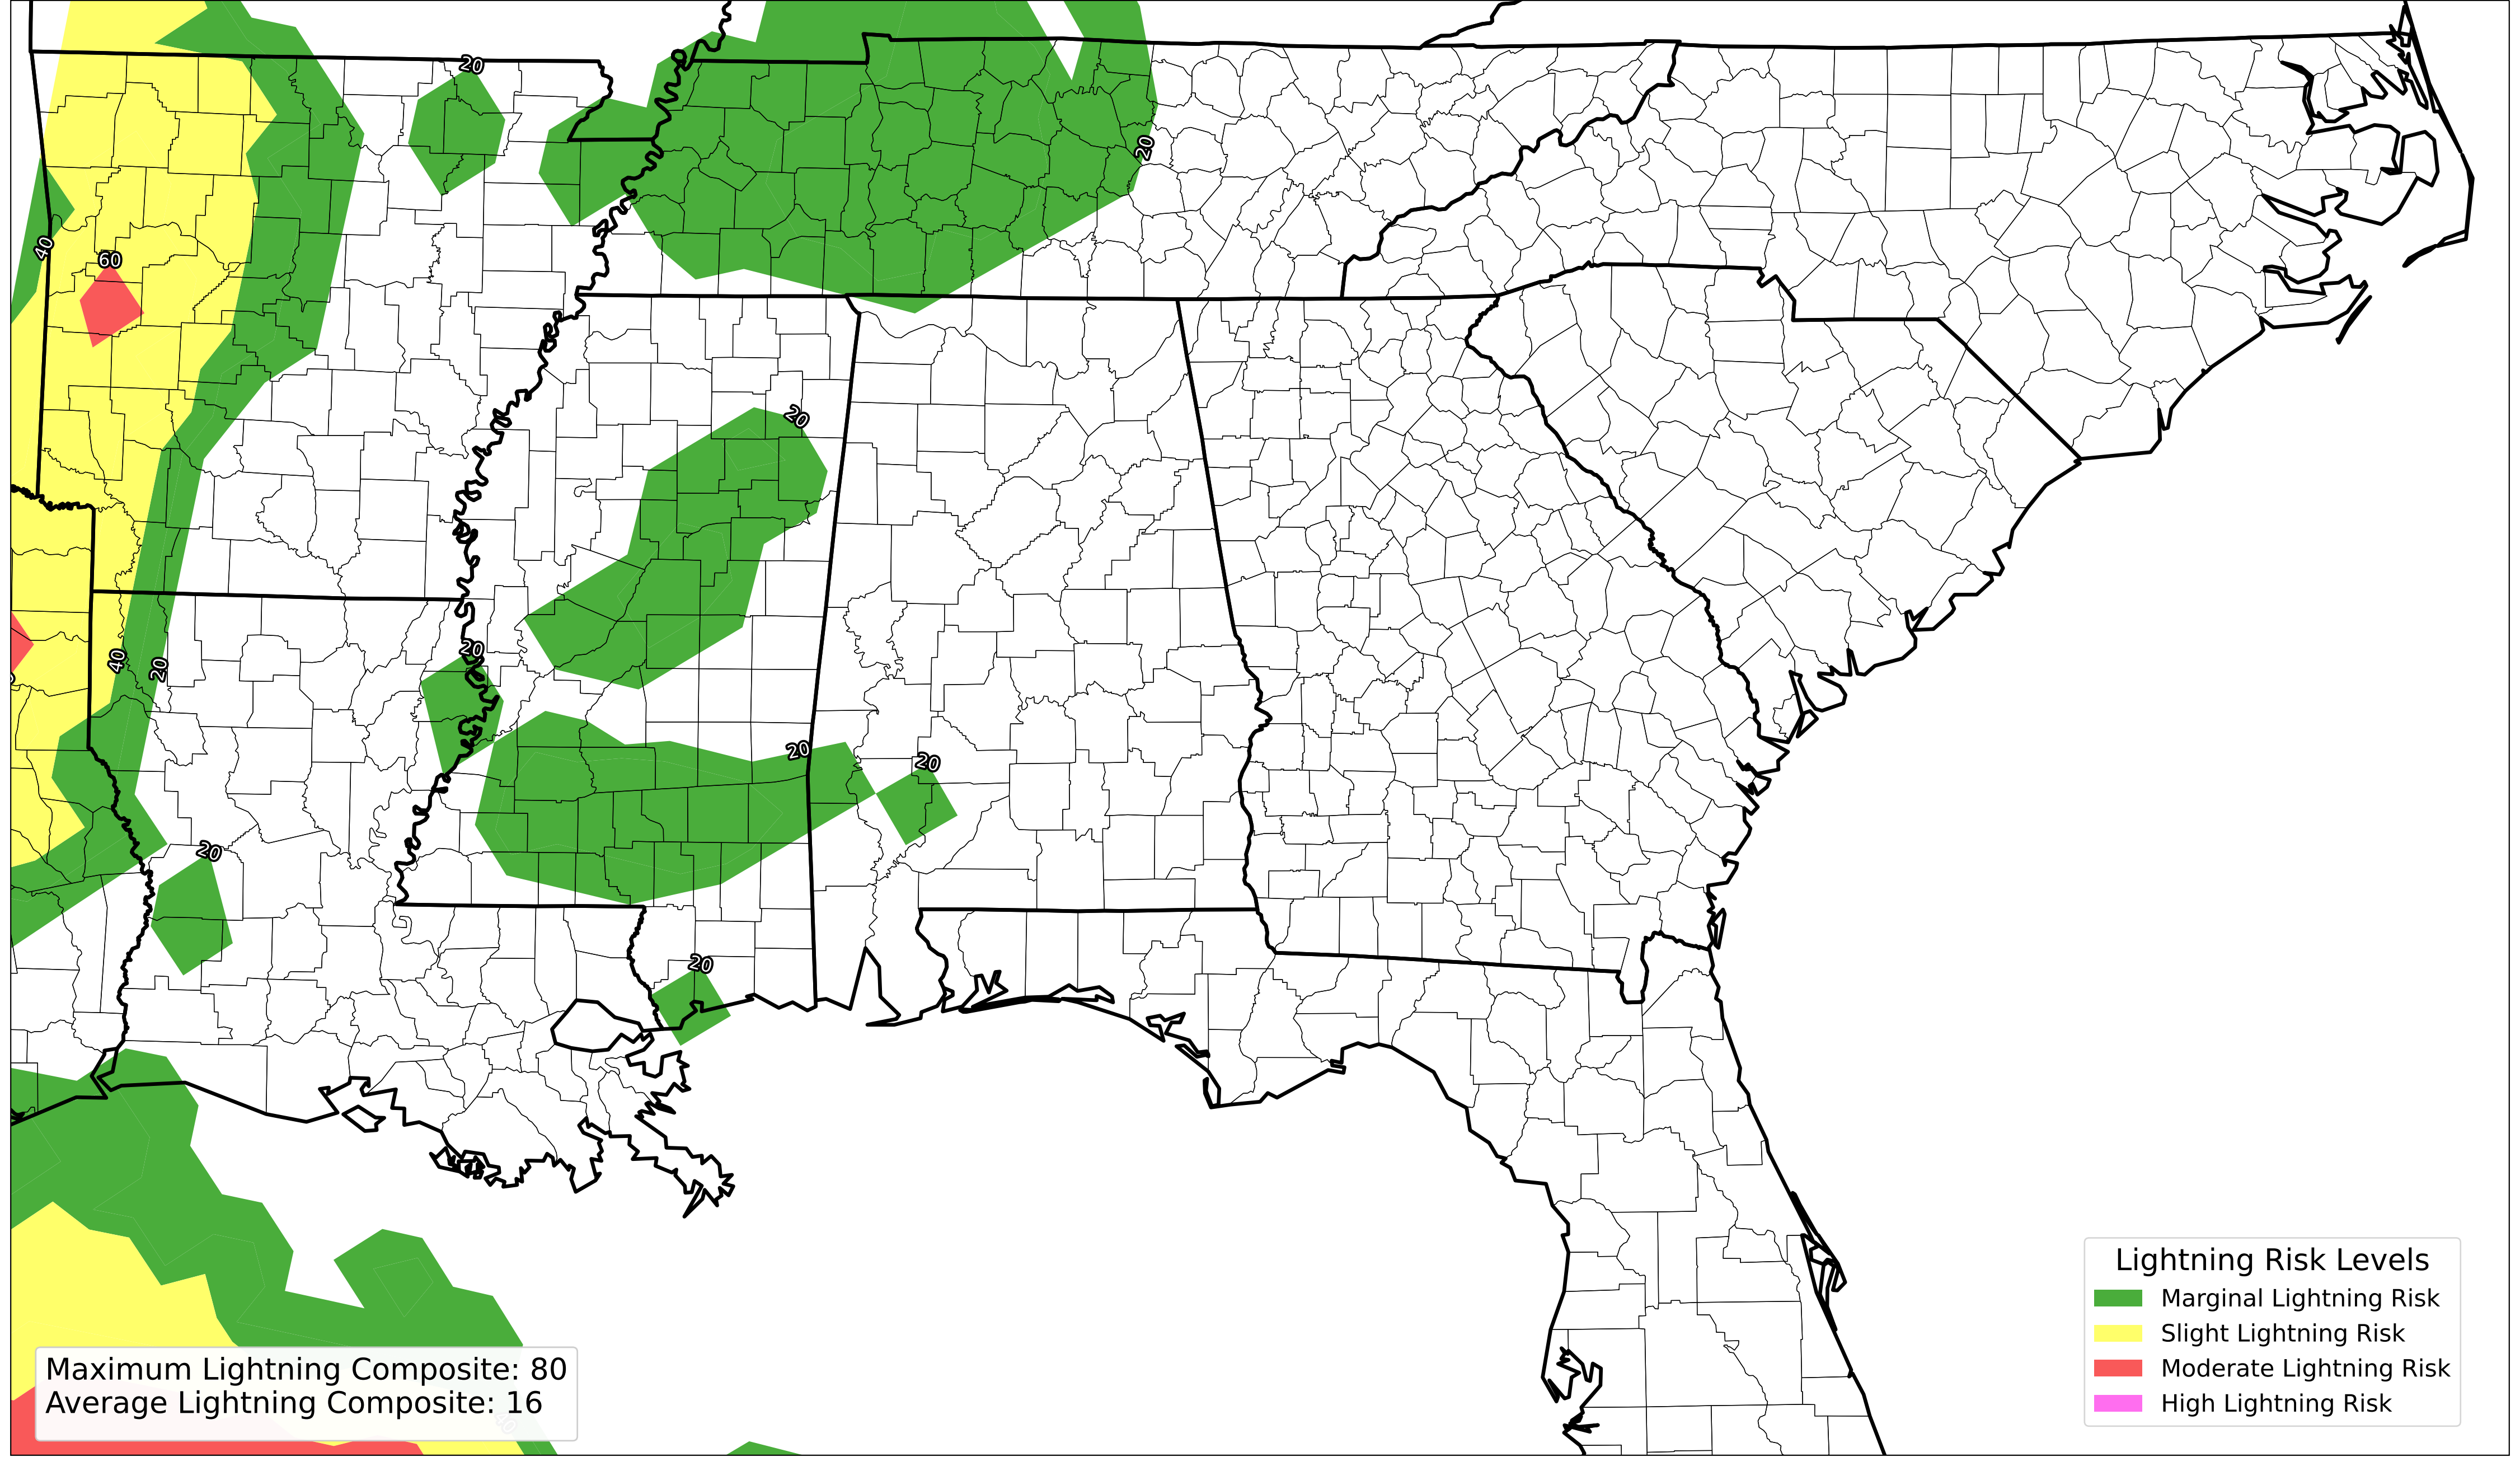 20
20
40
60
20
40
20
20
20
20
20
20
Lightning Risk Levels
Marginal Lightning Risk
Slight Lightning Risk
Moderate Lightning Risk
High Lightning Risk
Maximum Lightning Composite: 80
Average Lightning Composite: 16
40